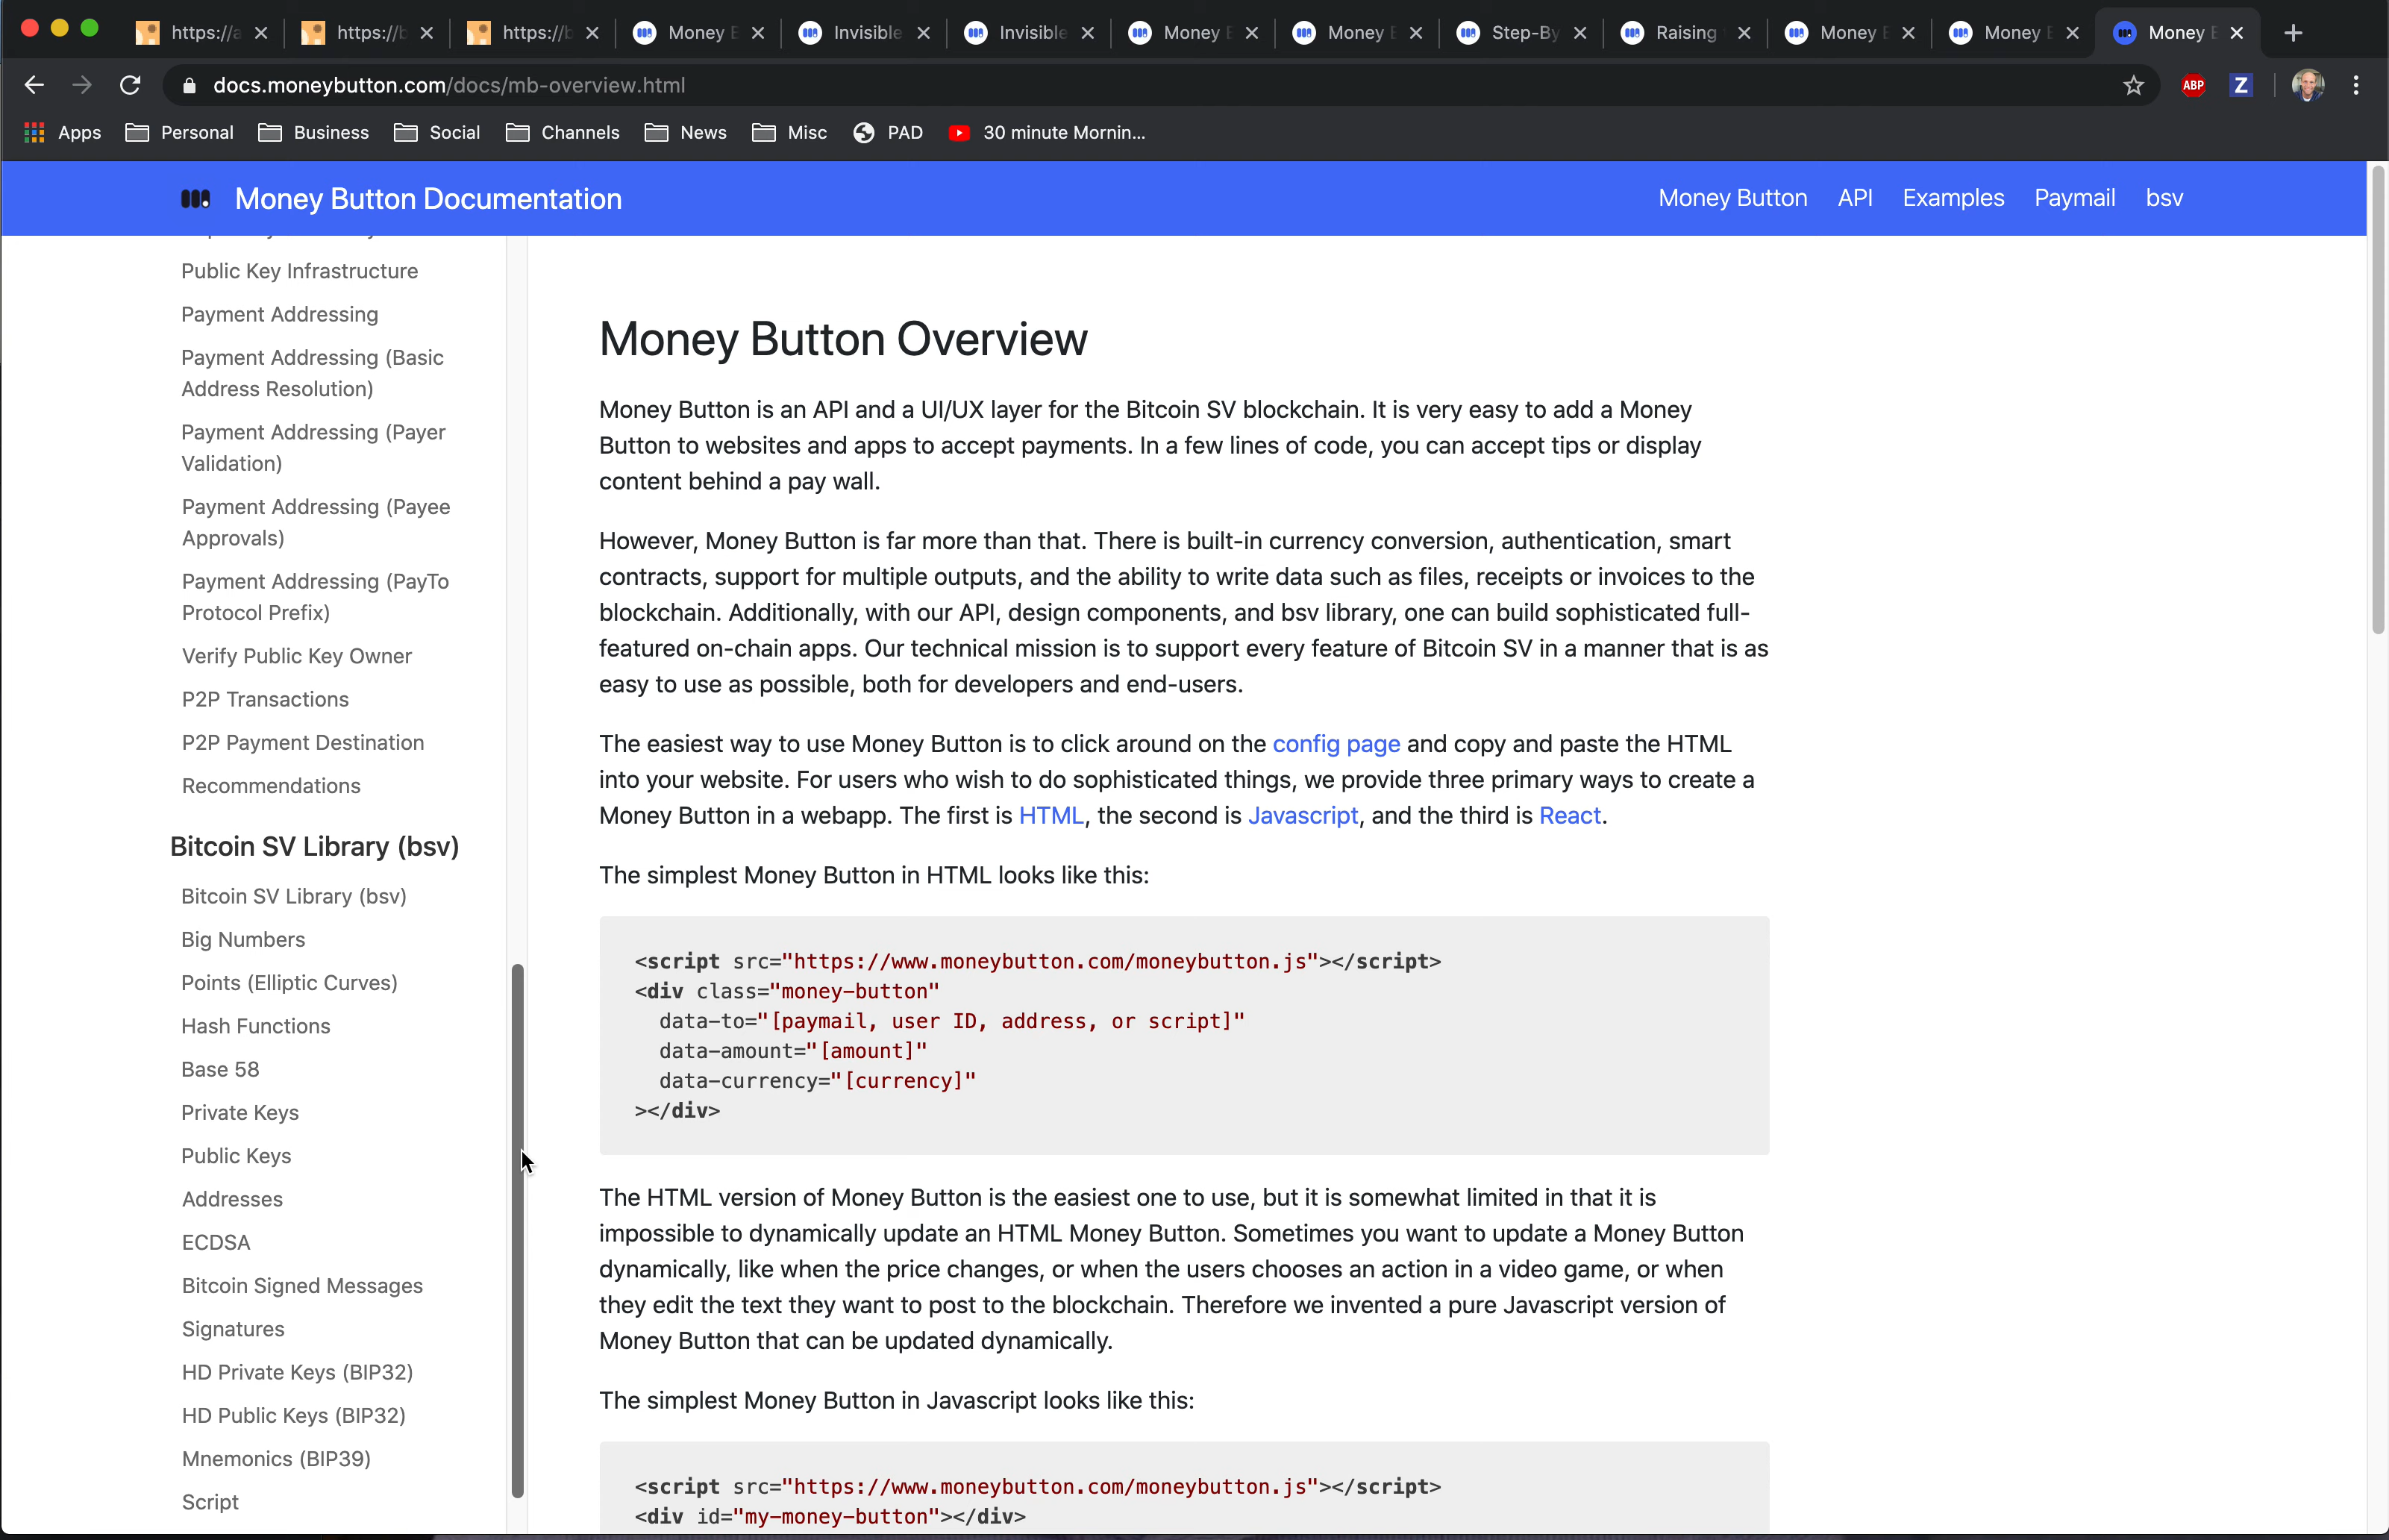 https://a
https://b
https://b
Money B
Invisible
Invisible
Money B
Money B
Step-By
Raising
Money B
Money B
Money B
docs.moneybutton.com/docs/mb-overview.html
ABP
Z
Apps
Personal
Business
Social
Channels
News
Misc
PAD
30 minute Mornin...
Money Button Documentation
Money Button
API
Examples
Paymail
bsv
Public Key Infrastructure
Payment Addressing
Payment Addressing (Basic
Address Resolution)
Payment Addressing (Payer
Validation)
Payment Addressing (Payee
Approvals)
Payment Addressing (PayTo
Protocol Prefix)
Verify Public Key Owner
P2P Transactions
P2P Payment Destination
Recommendations
Bitcoin SV Library (bsv)
Bitcoin SV Library (bsv)
Big Numbers
Points (Elliptic Curves)
Hash Functions
Base 58
Private Keys
Public Keys
Addresses
ECDSA
Bitcoin Signed Messages
Signatures
HD Private Keys (BIP32)
HD Public Keys (BIP32)
Mnemonics (BIP39)
Script
Money Button Overview
Money Button is an API and a UI/UX layer for the Bitcoin SV blockchain. It is very easy to add a Money
Button to websites and apps to accept payments. In a few lines of code, you can accept tips or display
content behind a pay wall.
However, Money Button is far more than that. There is built-in currency conversion, authentication, smart
contracts, support for multiple outputs, and the ability to write data such as files, receipts or invoices to the
blockchain. Additionally, with our API, design components, and bsv library, one can build sophisticated full-
featured on-chain apps. Our technical mission is to support every feature of Bitcoin SV in a manner that is as
easy to use as possible, both for developers and end-users.
The easiest way to use Money Button is to click around on the config page and copy and paste the HTML
into your website. For users who wish to do sophisticated things, we provide three primary ways to create a
Money Button in a webapp. The first is HTML, the second is Javascript, and the third is React.
The simplest Money Button in HTML looks like this:
<script src="https://www.moneybutton.com/moneybutton.js"></script>
<div class="money-button"
data-to="[paymail, user ID, address, or script]"
data-amount="[amount]"
data-currency="[currency]"
></div>
The HTML version of Money Button is the easiest one to use, but it is somewhat limited in that it is
impossible to dynamically update an HTML Money Button. Sometimes you want to update a Money Button
dynamically, like when the price changes, or when the users chooses an action in a video game, or when
they edit the text they want to post to the blockchain. Therefore we invented a pure Javascript version of
Money Button that can be updated dynamically.
The simplest Money Button in Javascript looks like this:
<script src="https://www.moneybutton.com/moneybutton.js"></script>
<div id="my-money-button"></div>